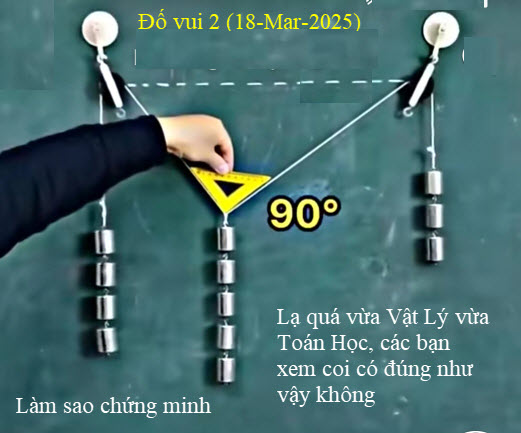 Đố vui 2 (18-Mar-2025)
90°
Lạ quá vừa Vật Lý vừa
Toán Học, các bạn
xem coi có đúng như
vậy không
Làm sao chứng minh